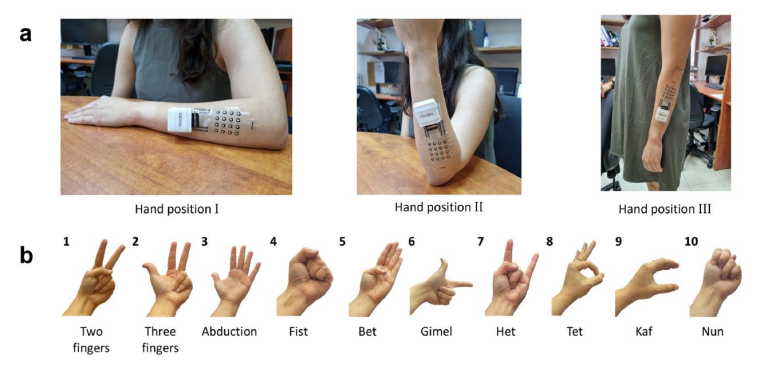 a
Hand position I
Hand position II
Hand position III
b
1 2 3 4 5 6 7 8 9 10
Two fingers
Three fingers
Abduction
Fist
Bet
Gimel
Het
Tet
Kaf
Nun